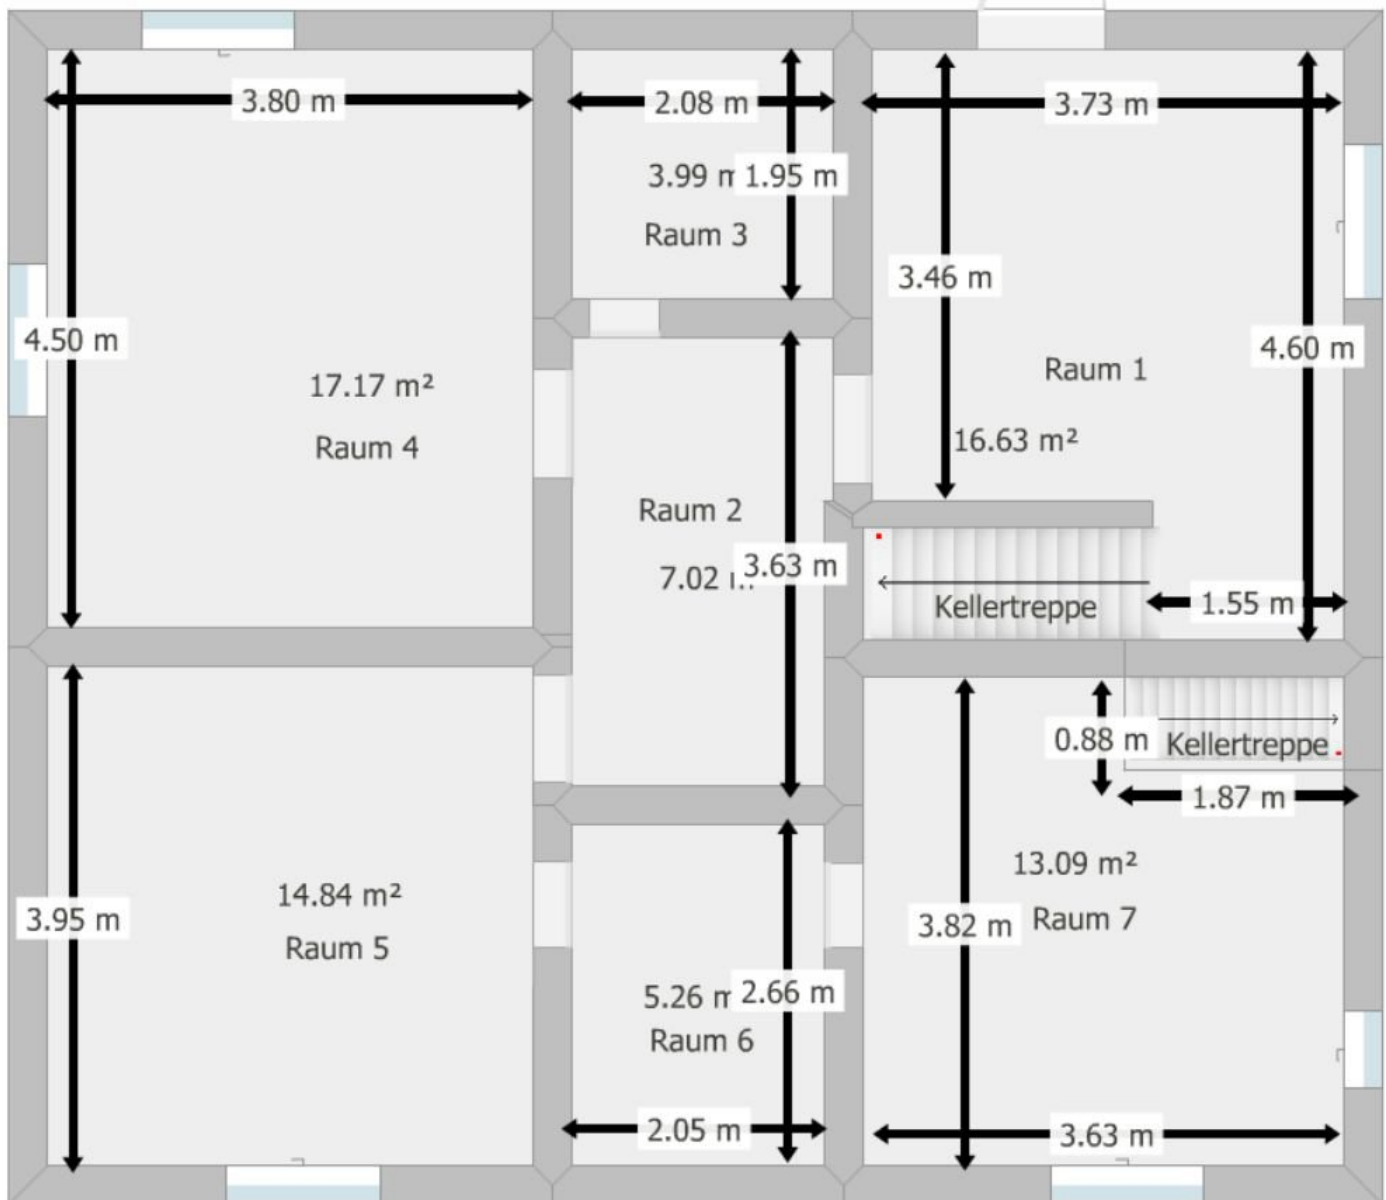 3.80 m
2.08 m
3.73 m
3.99
1.95 m
Raum 3
3.46 m
4.50 m
4.60 m
Raum 1
17.17 m²
Raum 4
16.63 m²
Raum 2
7.02
3.63 m
Kellertreppe
1.55 m
0.88 m
Kellertreppe
1.87 m
13.09 m²
14.84 m²
3.95 m
3.82 m
Raum 7
Raum 5
5.26
2.66 m
Raum 6
2.05 m
3.63 m